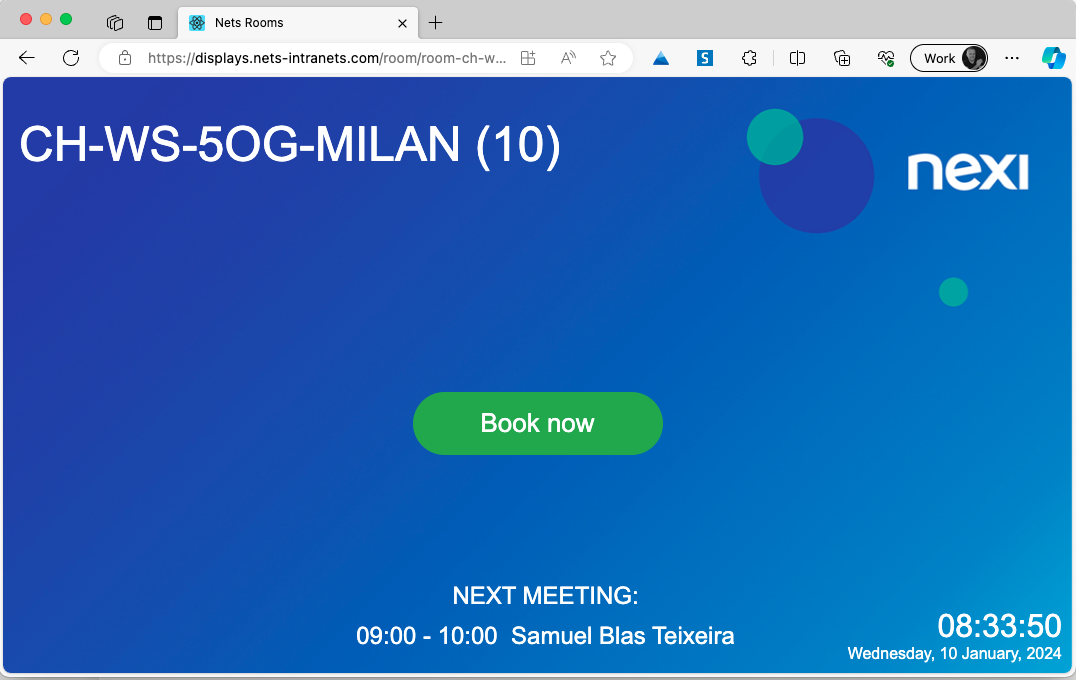 Nets Rooms
https://displays.nets-intranets.com/room/room-ch-w...
Work
CH-WS-5OG-MILAN (10)
nexi
Book now
NEXT MEETING:
09:00 - 10:00 Samuel Blas Teixeira
08:33:50
Wednesday, 10 January, 2024